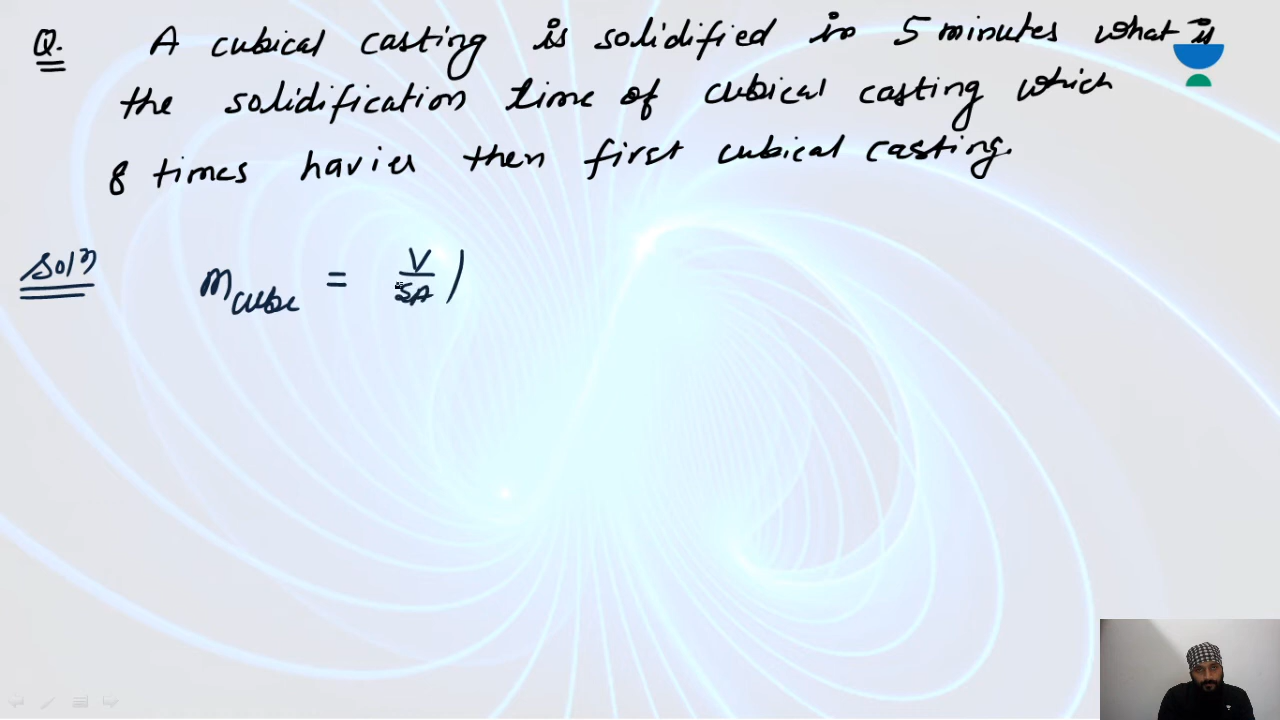 Q. A cubical casting is solidified in 5 minutes what is
the solidification time of cubical casting which
8 times havier then first cubical casting.
Soln m cube = V/SA )